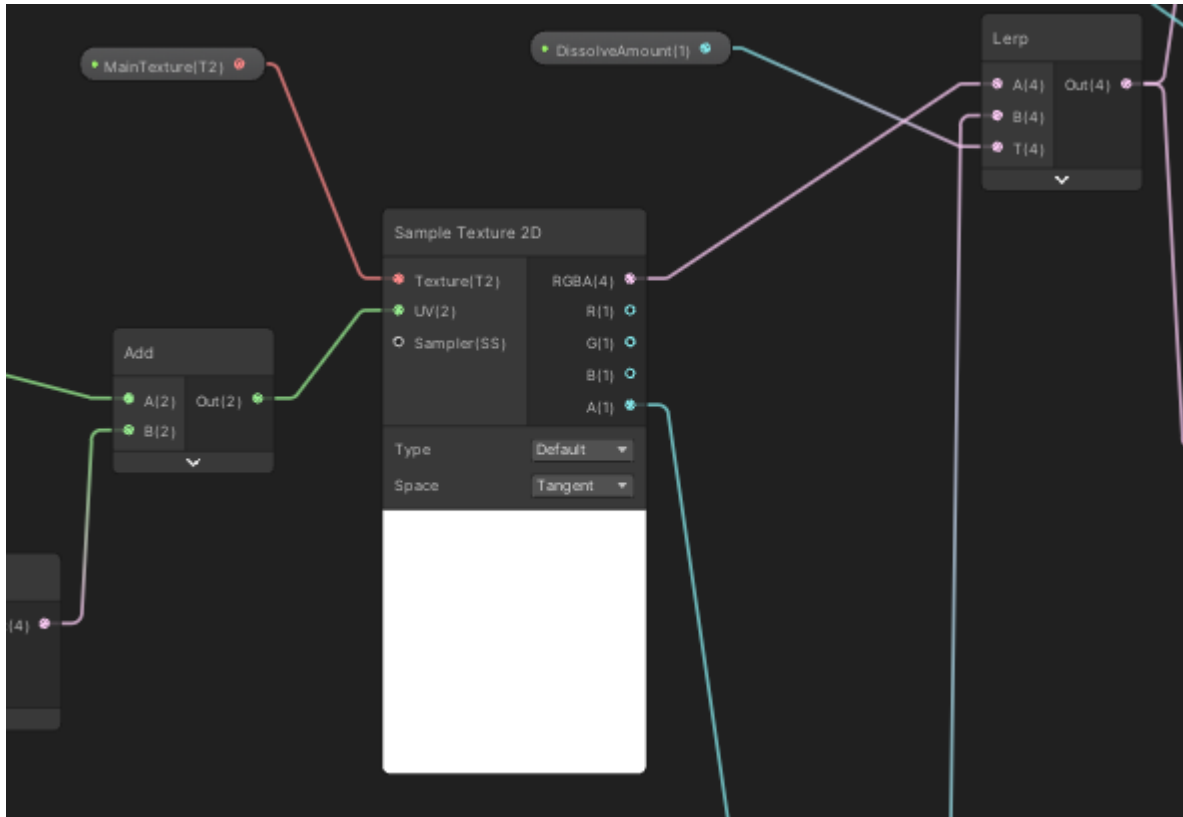 MainTexture(T2)
DissolveAmount(1)
Lerp
A(4) Out(4)
B(4)
T(4)
Sample Texture 2D
Texture(T2) RGBA(4)
UV(2) R(1)
Sampler(SS) G(1)
B(1)
A(1)
Type Default
Space Tangent
Add
A(2) Out(2)
B(2)
(4)